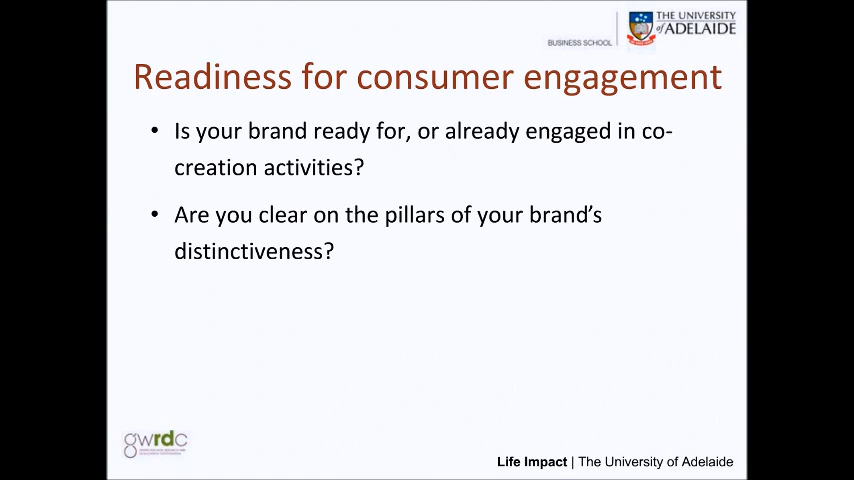 THE UNIVERSITY
of ADELAIDE
BUSINESS SCHOOL
Readiness for consumer engagement
• Is your brand ready for, or already engaged in co-
creation activities?
• Are you clear on the pillars of your brand’s
distinctiveness?
gwrdc
Life Impact | The University of Adelaide